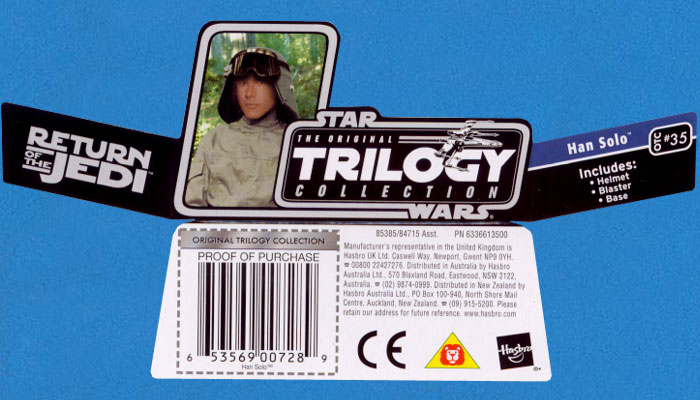 RETURN
OF THE
JEDI™
STAR
THE ORIGINAL
TRILOGY
COLLECTION
WARS®
Han Solo™
OTC #35
Includes:
• Helmet
• Blaster
• Base
ORIGINAL TRILOGY COLLECTION
PROOF OF PURCHASE
6 53569 00728 9
Han Solo™
85385/84715 Asst. PN 6336613500
Manufacturer's representative in the United Kingdom is
Hasbro UK Ltd. Caswell Way, Newport, Gwent NP9 0YH.
☎ 00800 22427276. Distributed in Australia by Hasbro
Australia Ltd., 570 Blaxland Road, Eastwood, NSW 2122,
Australia. ☎ (02) 9874-0999. Distributed in New Zealand by
Hasbro Australia Ltd., PO Box 100-940, North Shore Mail
Centre, Auckland, New Zealand. ☎ (09) 915-5200. Please
retain our address for future reference. www.hasbro.com
CE
Hasbro